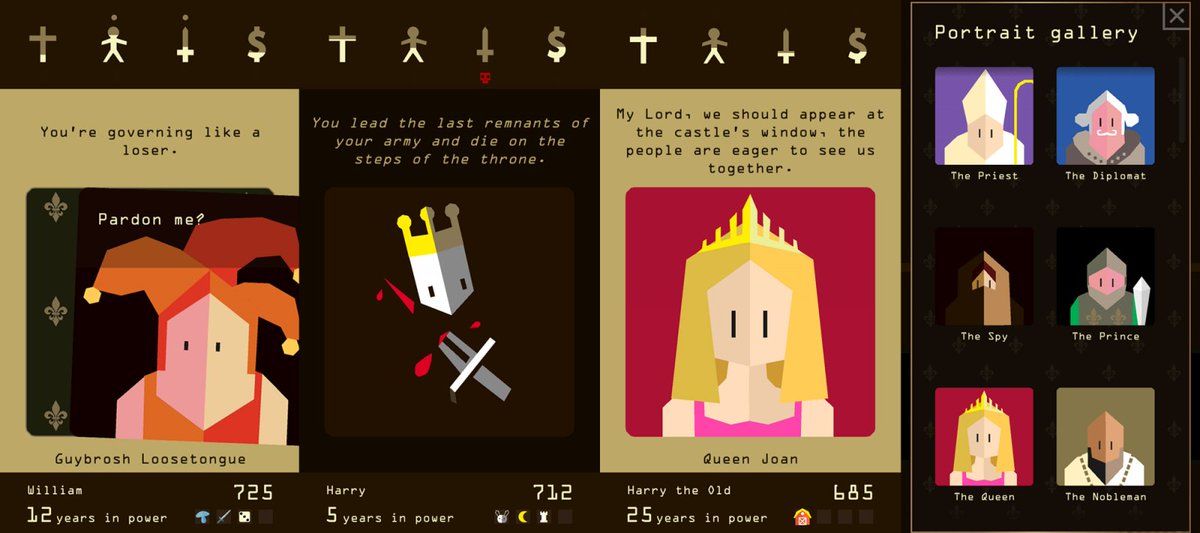 You're governing like a
loser.
Pardon me?
Guybrosh Loosetongue
William
725
12 years in power
You lead the last remnants of
your army and die on the
steps of the throne.
Harry
712
5 years in power
My Lord, we should appear at
the castle's window, the
people are eager to see us
together.
Queen Joan
Harry the Old
685
25 years in power
Portrait gallery
The Priest
The Diplomat
The Spy
The Prince
The Queen
The Nobleman